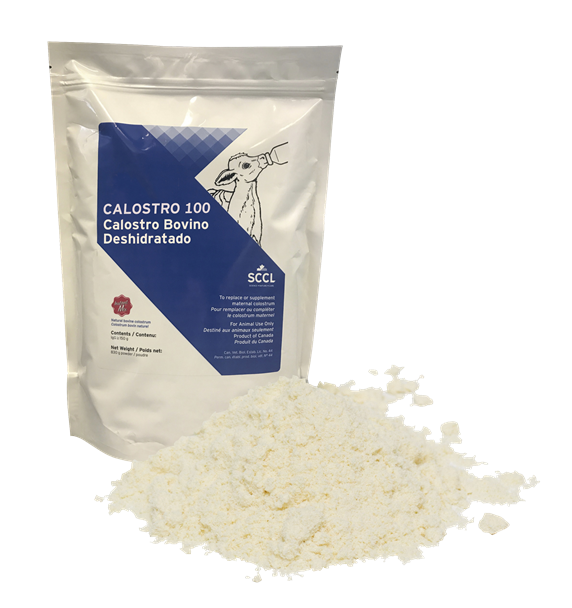 CALOSTRO 100
Calostro Bovino
Deshidratado
SCCL
To replace or supplement
maternal colostrum
Pour remplacer ou compléter
le colostrum maternel
For Animal Use Only
Destiné aux animaux seulement
Product of Canada
Produit du Canada
Natural bovine colostrum
Colostrum bovin naturel
Contents / Contenu:
Net Weight / Poids net: